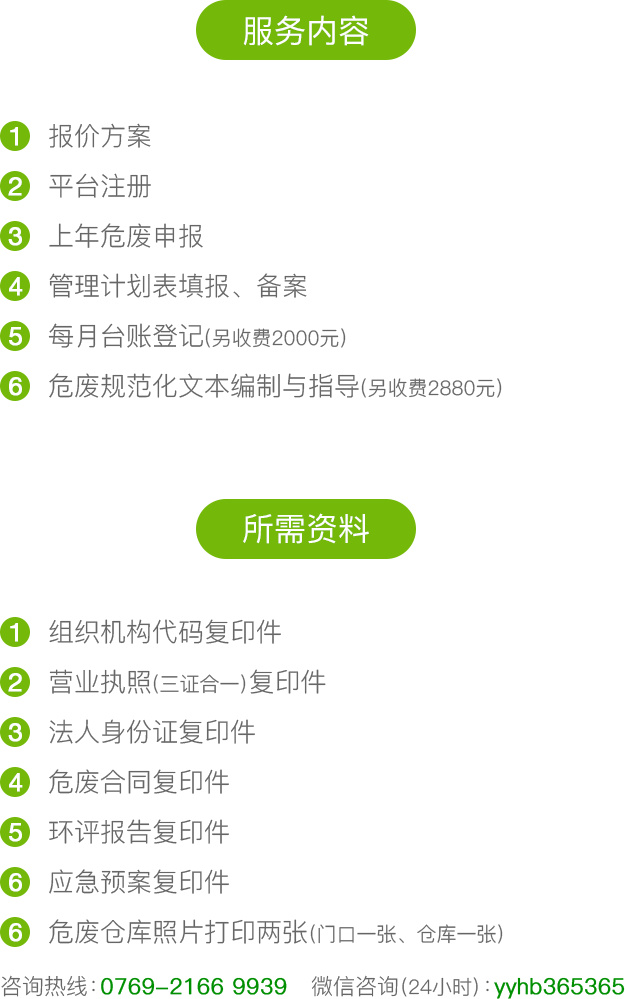 服务内容
1 报价方案
2 平台注册
3 上年危废申报
4 管理计划表填报、备案
5 每月台账登记(另收费2000元)
6 危废规范化文本编制与指导(另收费2880元)
所需资料
1 组织机构代码复印件
2 营业执照(三证合一)复印件
3 法人身份证复印件
4 危废合同复印件
5 环评报告复印件
6 应急预案复印件
6 危废仓库照片打印两张(门口一张、仓库一张)
咨询热线:0769-2166 9939 微信咨询(24小时):yyhb365365